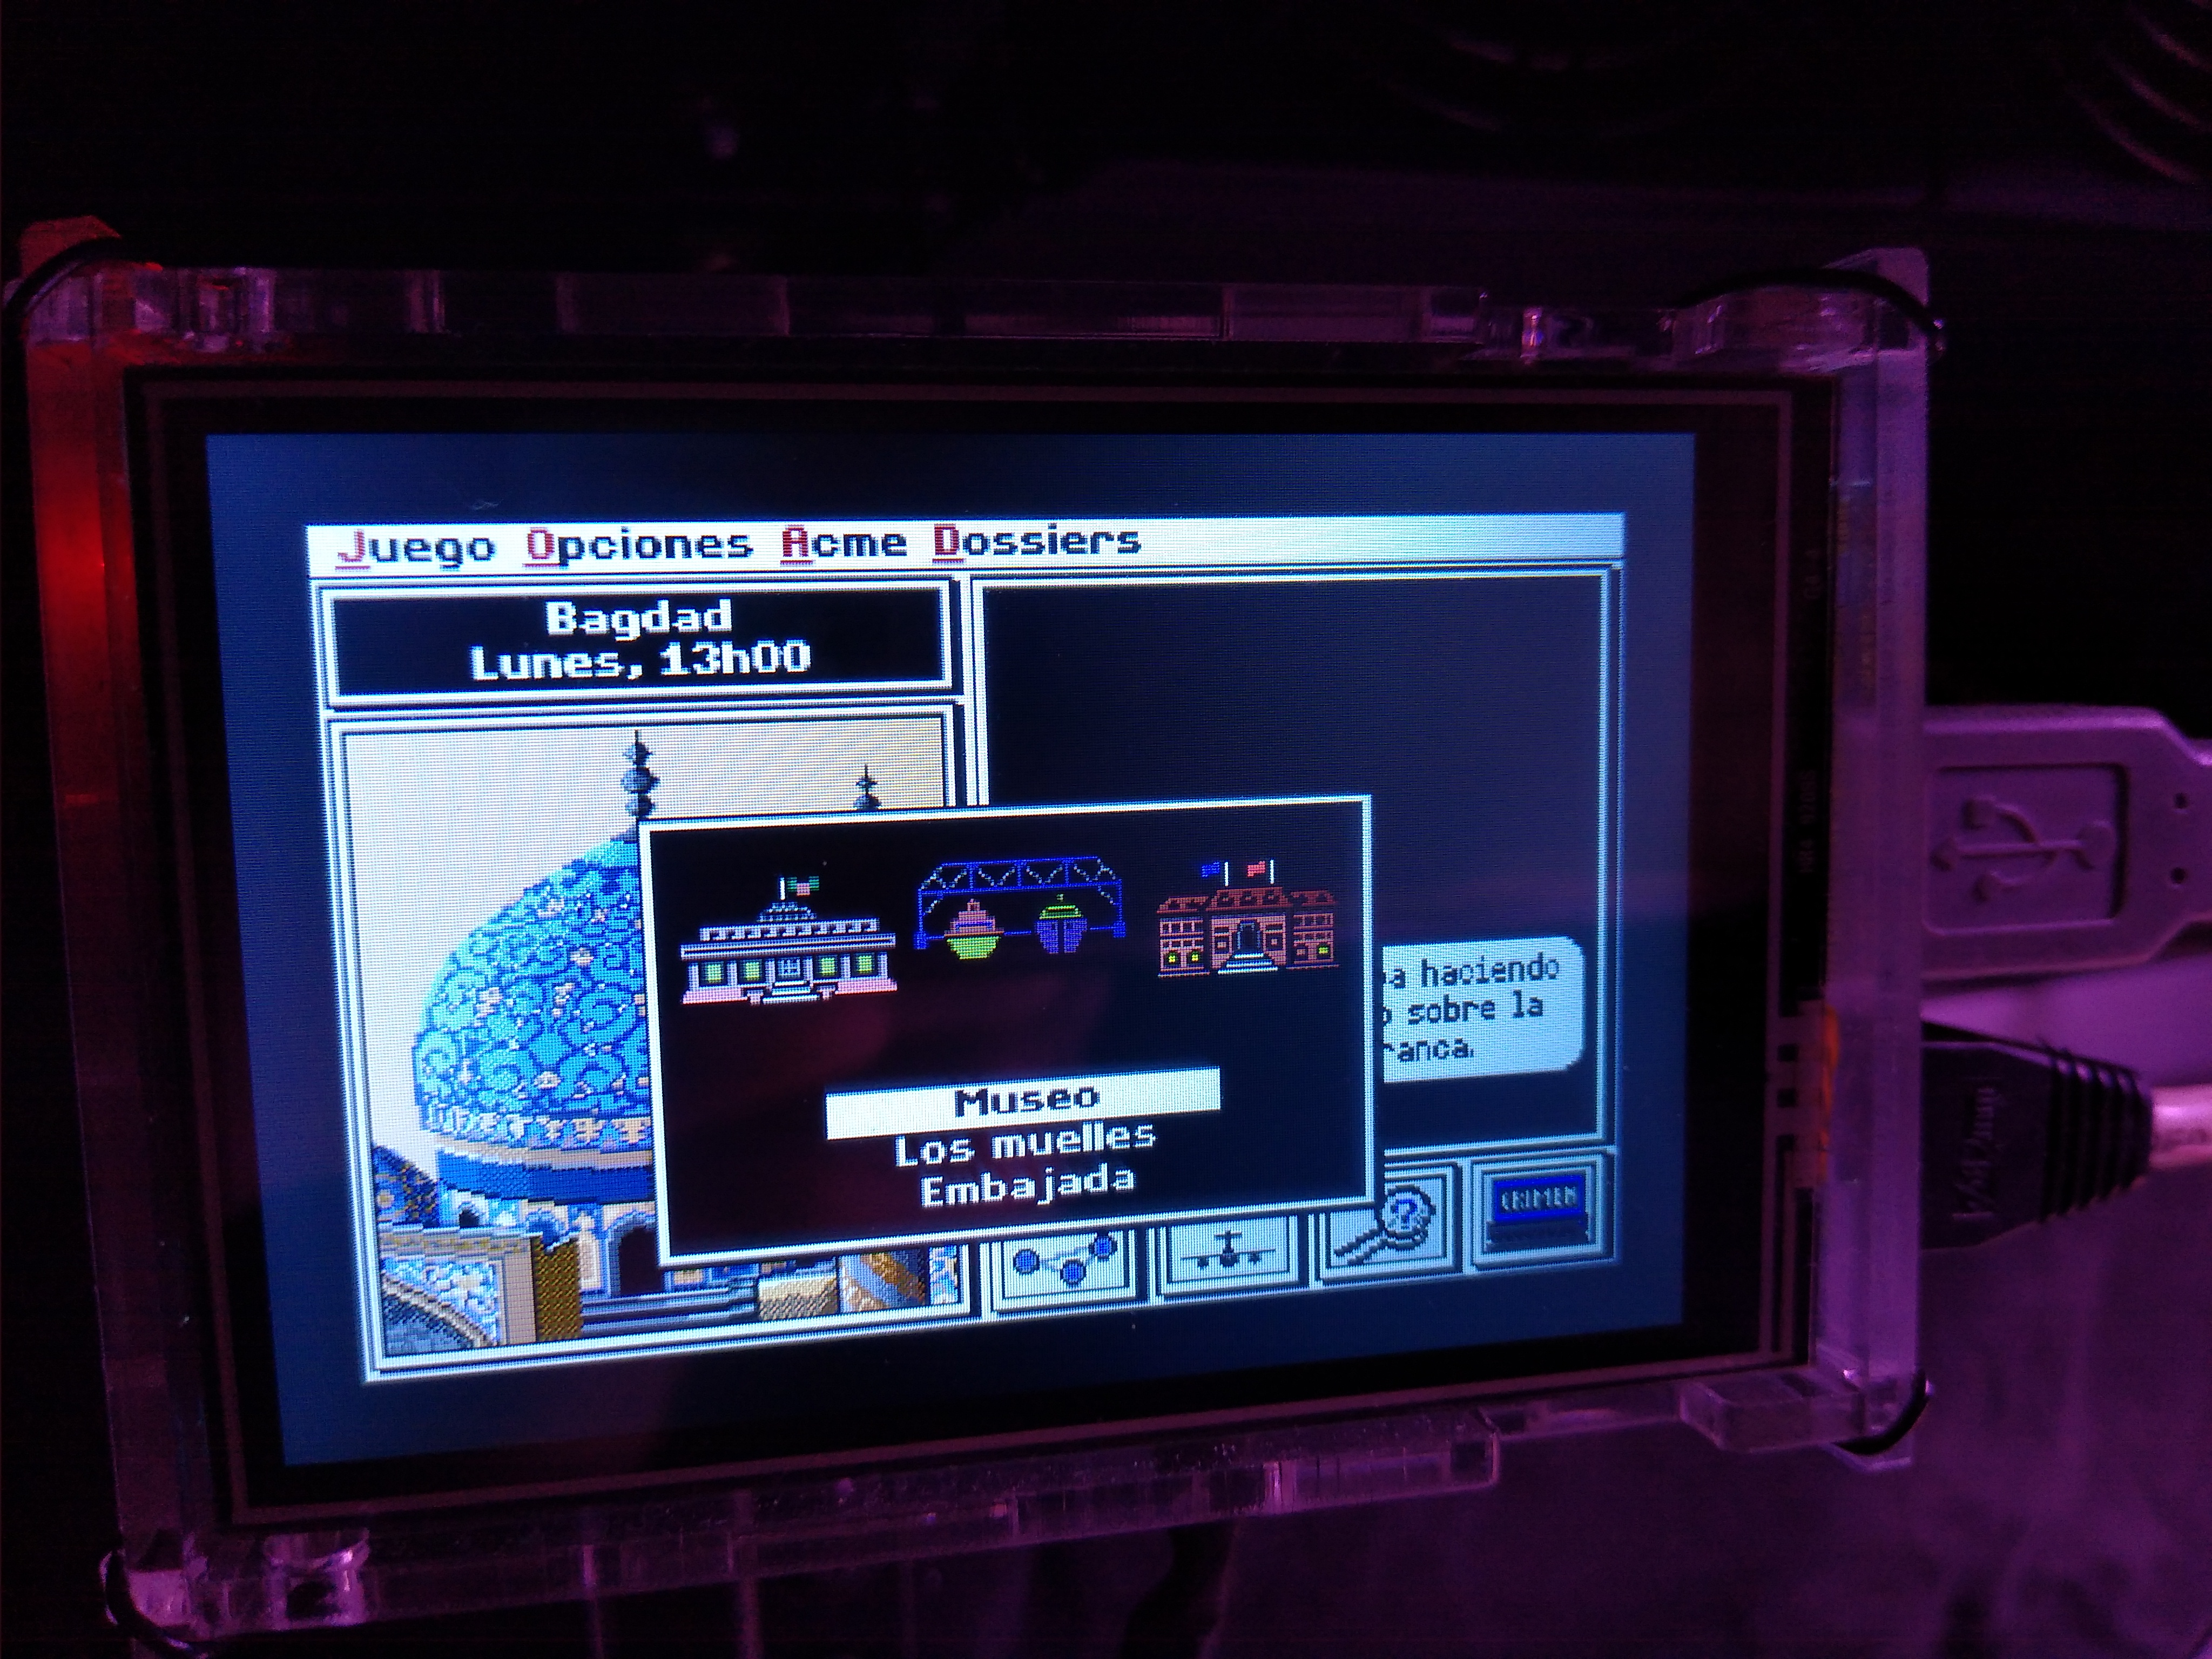 Juego Opciones Acme Dossiers
Bagdad
Lunes, 13h00
haciendo
sobre la
Museo
Los muelles
Embajada
?
CRIMEN